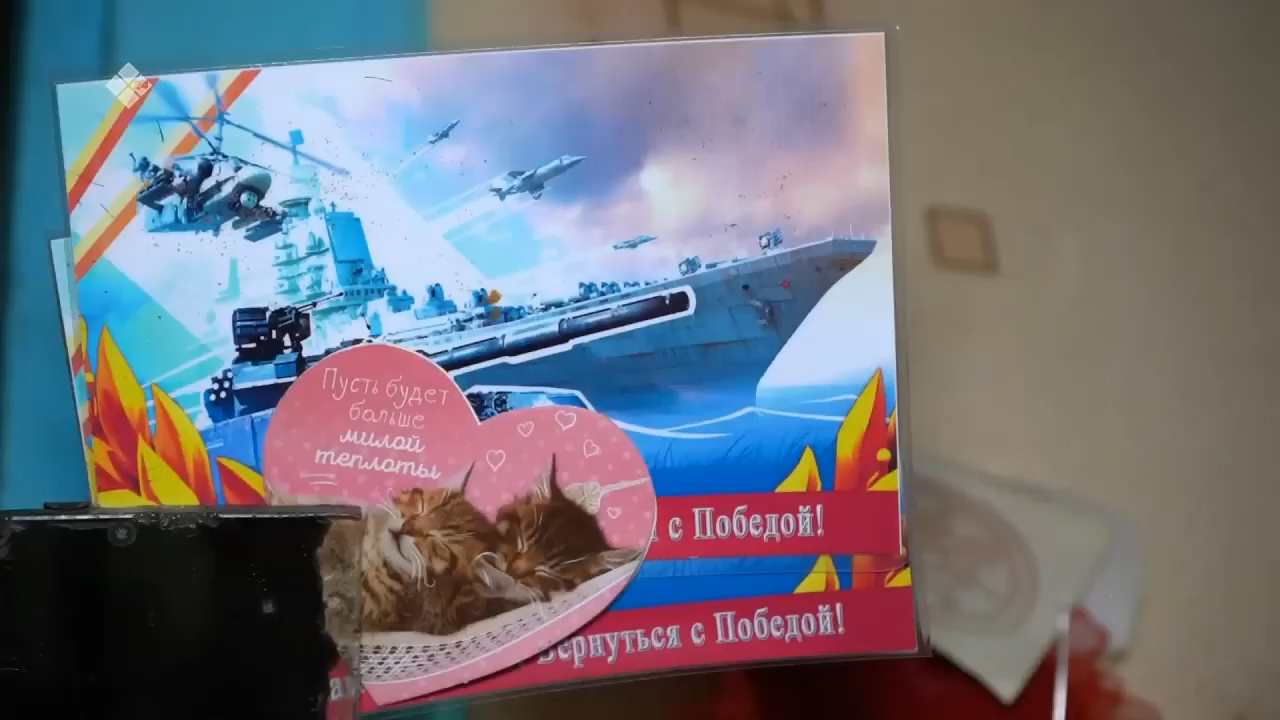 Пусть будет
больше
милой
теплоты
с Победой!
Вернуться с Победой!